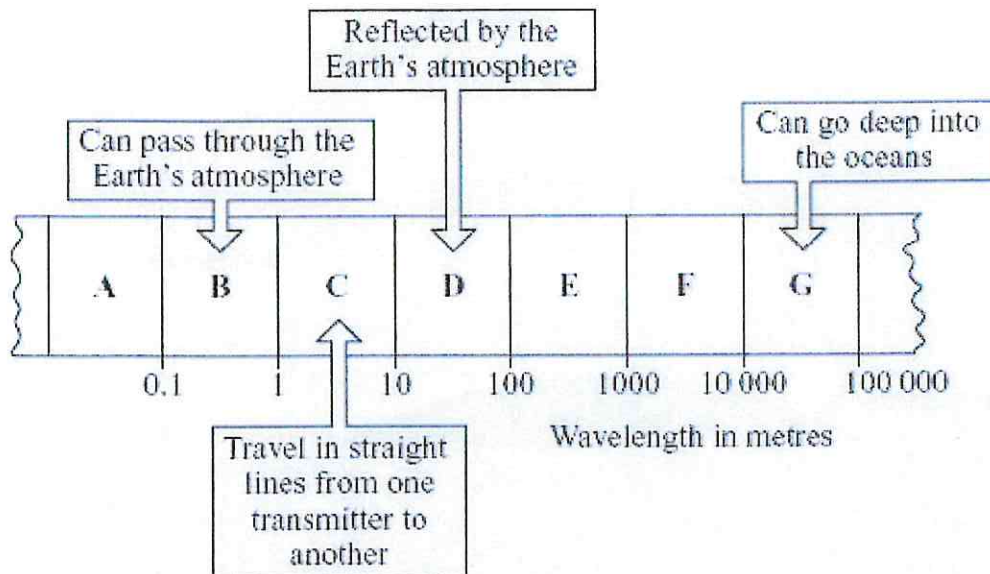 Reflected by the
Earth's atmosphere
Can pass through the
Earth's atmosphere
Can go deep into
the oceans
A B C D E F G
0.1 1 10 100 1000 10 000 100 000
Wavelength in metres
Travel in straight
lines from one
transmitter to
another